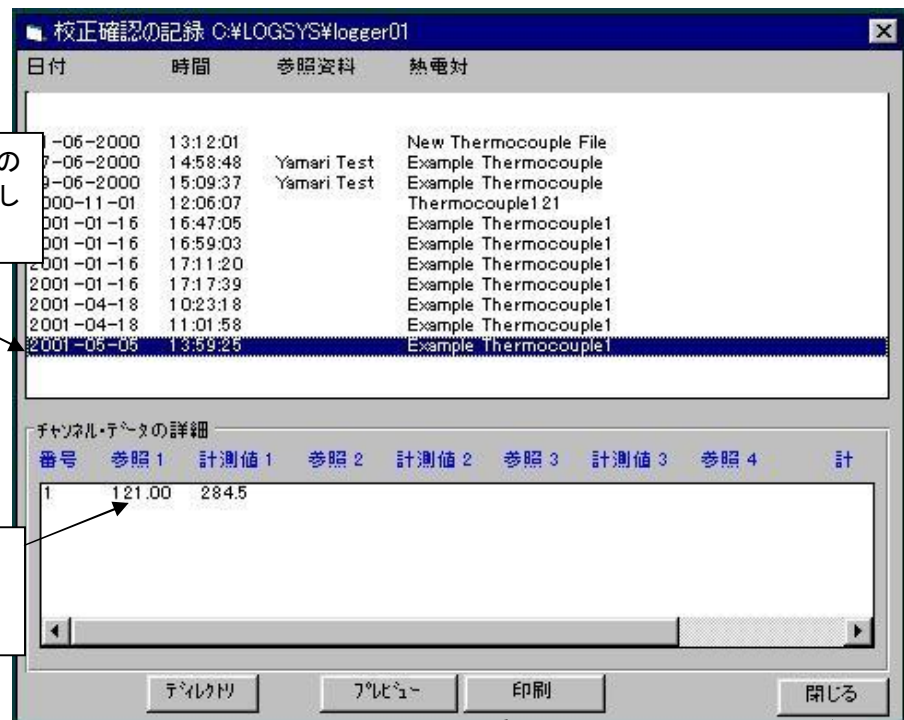 校正確認の記録 C:¥LOGSYS¥logger01
日付 時間 参照資料 熱電対
-06-2000 13:12:01 New Thermocouple File
7-06-2000 14:58:48 Yamari Test Example Thermocouple
9-06-2000 15:09:37 Yamari Test Example Thermocouple
000-11-01 12:06:07 Thermocouple121
001-01-16 16:47:05 Example Thermocouple1
001-01-16 16:59:03 Example Thermocouple1
2001-01-16 17:11:20 Example Thermocouple1
2001-01-16 17:17:39 Example Thermocouple1
2001-04-18 10:23:18 Example Thermocouple1
2001-04-18 11:01:58 Example Thermocouple1
2001-05-05 13:59:25 Example Thermocouple1
の
し
チャンネル・データの詳細
番号 参照 1 計測値 1 参照 2 計測値 2 参照 3 計測値 3 参照 4 計
1 121.00 284.5
ディレクトリ プレビュー 印刷 閉じる